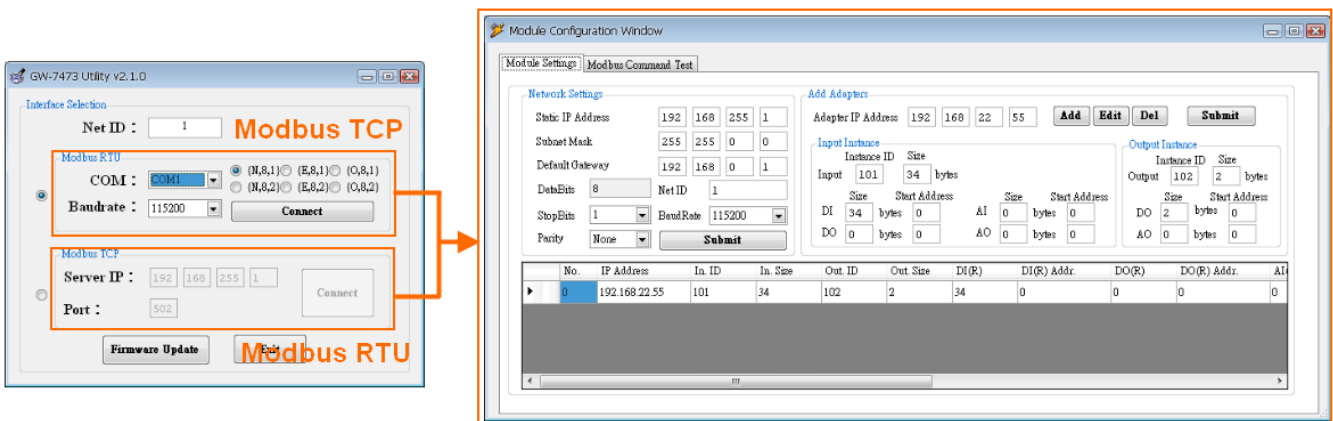 GW-7473 Utility v2.1.0
Interface Selection
Net ID : 1
Modbus TCP
Modbus RTU
COM : COM1
(N,8,1) (E,8,1) (O,8,1)
(N,8,2) (E,8,2) (O,8,2)
Baudrate : 115200 Connect
Modbus TCP
Server IP : 192 168 255 1
Port : 502
Connect
Firmware Update Exit
Modbus RTU
Module Configuration Window
Module Settings Modbus Command Test
Network Settings
Static IP Address 192 168 255 1
Subnet Mask 255 255 0 0
Default Gateway 192 168 0 1
DataBits 8 Net ID 1
StopBits 1 BaudRate 115200
Parity None Submit
Add Adapters
Adapter IP Address 192 168 22 55 Add Edit Del Submit
Input Instance
Instance ID Size
Input 101 34 bytes
Size Start Address Size Start Address
DI 34 bytes 0 AI 0 bytes 0
DO 0 bytes 0 AO 0 bytes 0
Output Instance
Instance ID Size
Output 102 2 bytes
Size Start Address
DO 2 bytes 0
AO 0 bytes 0
No. IP Address In. ID In. Size Out. ID Out. Size DI(R) DI(R) Addr. DO(R) DO(R) Addr.
0 192.168.22.55 101 34 102 2 34 0 0 0 0